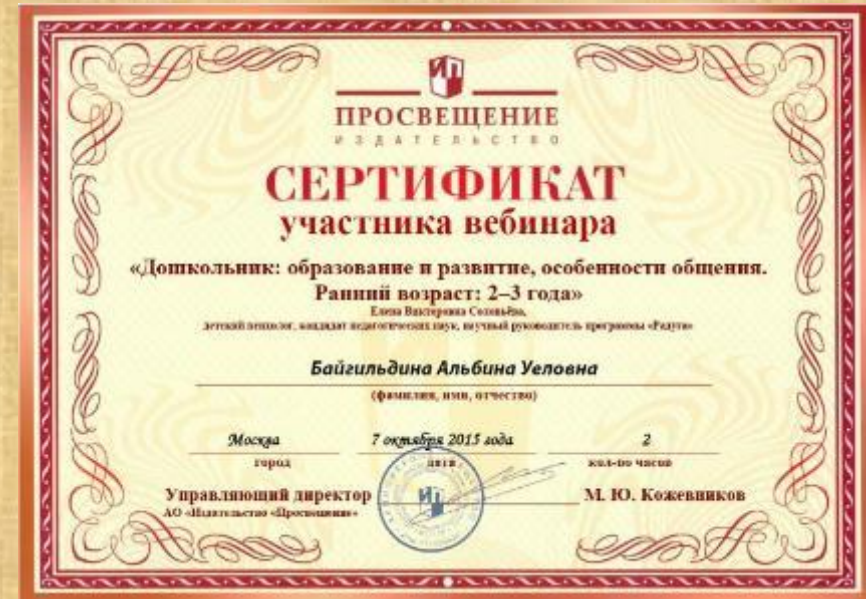 ИП
ПРОСВЕЩЕНИЕ
ИЗДАТЕЛЬСТВО
СЕРТИФИКАТ
участника вебинара
«Дошкольник: образование и развитие, особенности общения.
Ранний возраст: 2–3 года»
Елена Викторовна Соловьёва,
детский психолог, кандидат педагогических наук, научный руководитель программы «Радуга»
Байгильдина Альбина Уеловна
(фамилия, имя, отчество)
Москва 7 октября 2015 года 2
город дата кол-во часов
Управляющий директор М. Ю. Кожевников
АО «Издательство «Просвещение»
ИП